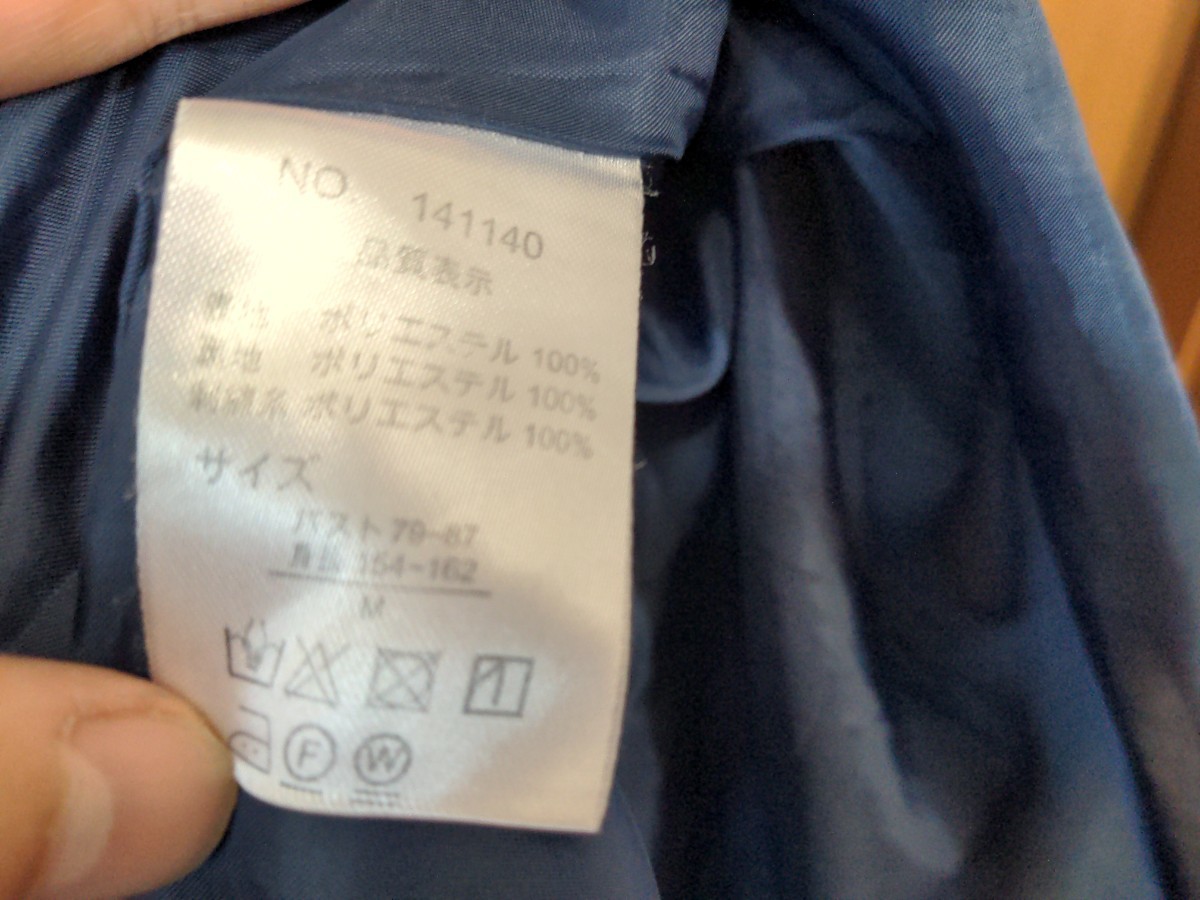 NO. 141140
品質表示
表地 ポリエステル 100%
裏地 ポリエステル 100%
刺繍糸 ポリエステル 100%
サイズ
バスト 79-87
身長 154-162
M
F W